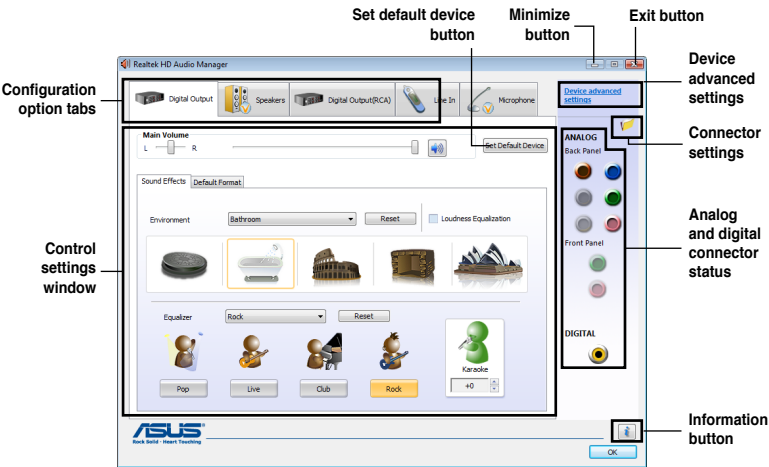 Set default device
button
Minimize
button
Exit button
Realtek HD Audio Manager
Configuration
option tabs
Digital Output
Speakers
Digital Output(RCA)
Line In
Microphone
Device advanced
settings
Device
advanced
settings
Main Volume
L
R
Set Default Device
ANALOG
Back Panel
Connector
settings
Sound Effects
Default Format
Environment
Bathroom
Reset
Loudness Equalization
Control
settings
window
Front Panel
Analog
and digital
connector
status
Equalizer
Rock
Reset
Pop
Live
Club
Rock
Karaoke
+0
DIGITAL
ASUS
Rock Solid · Heart Touching
Information
button
OK